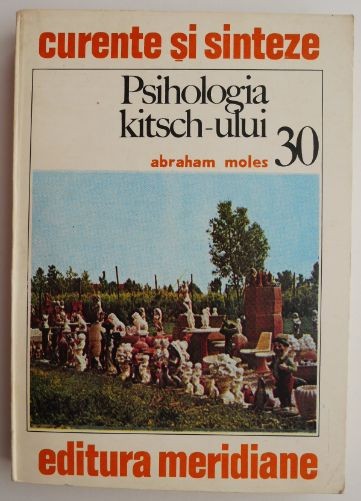 curente și sinteze
Psihologia
kitsch-ului 30
abraham moles
editura meridiane